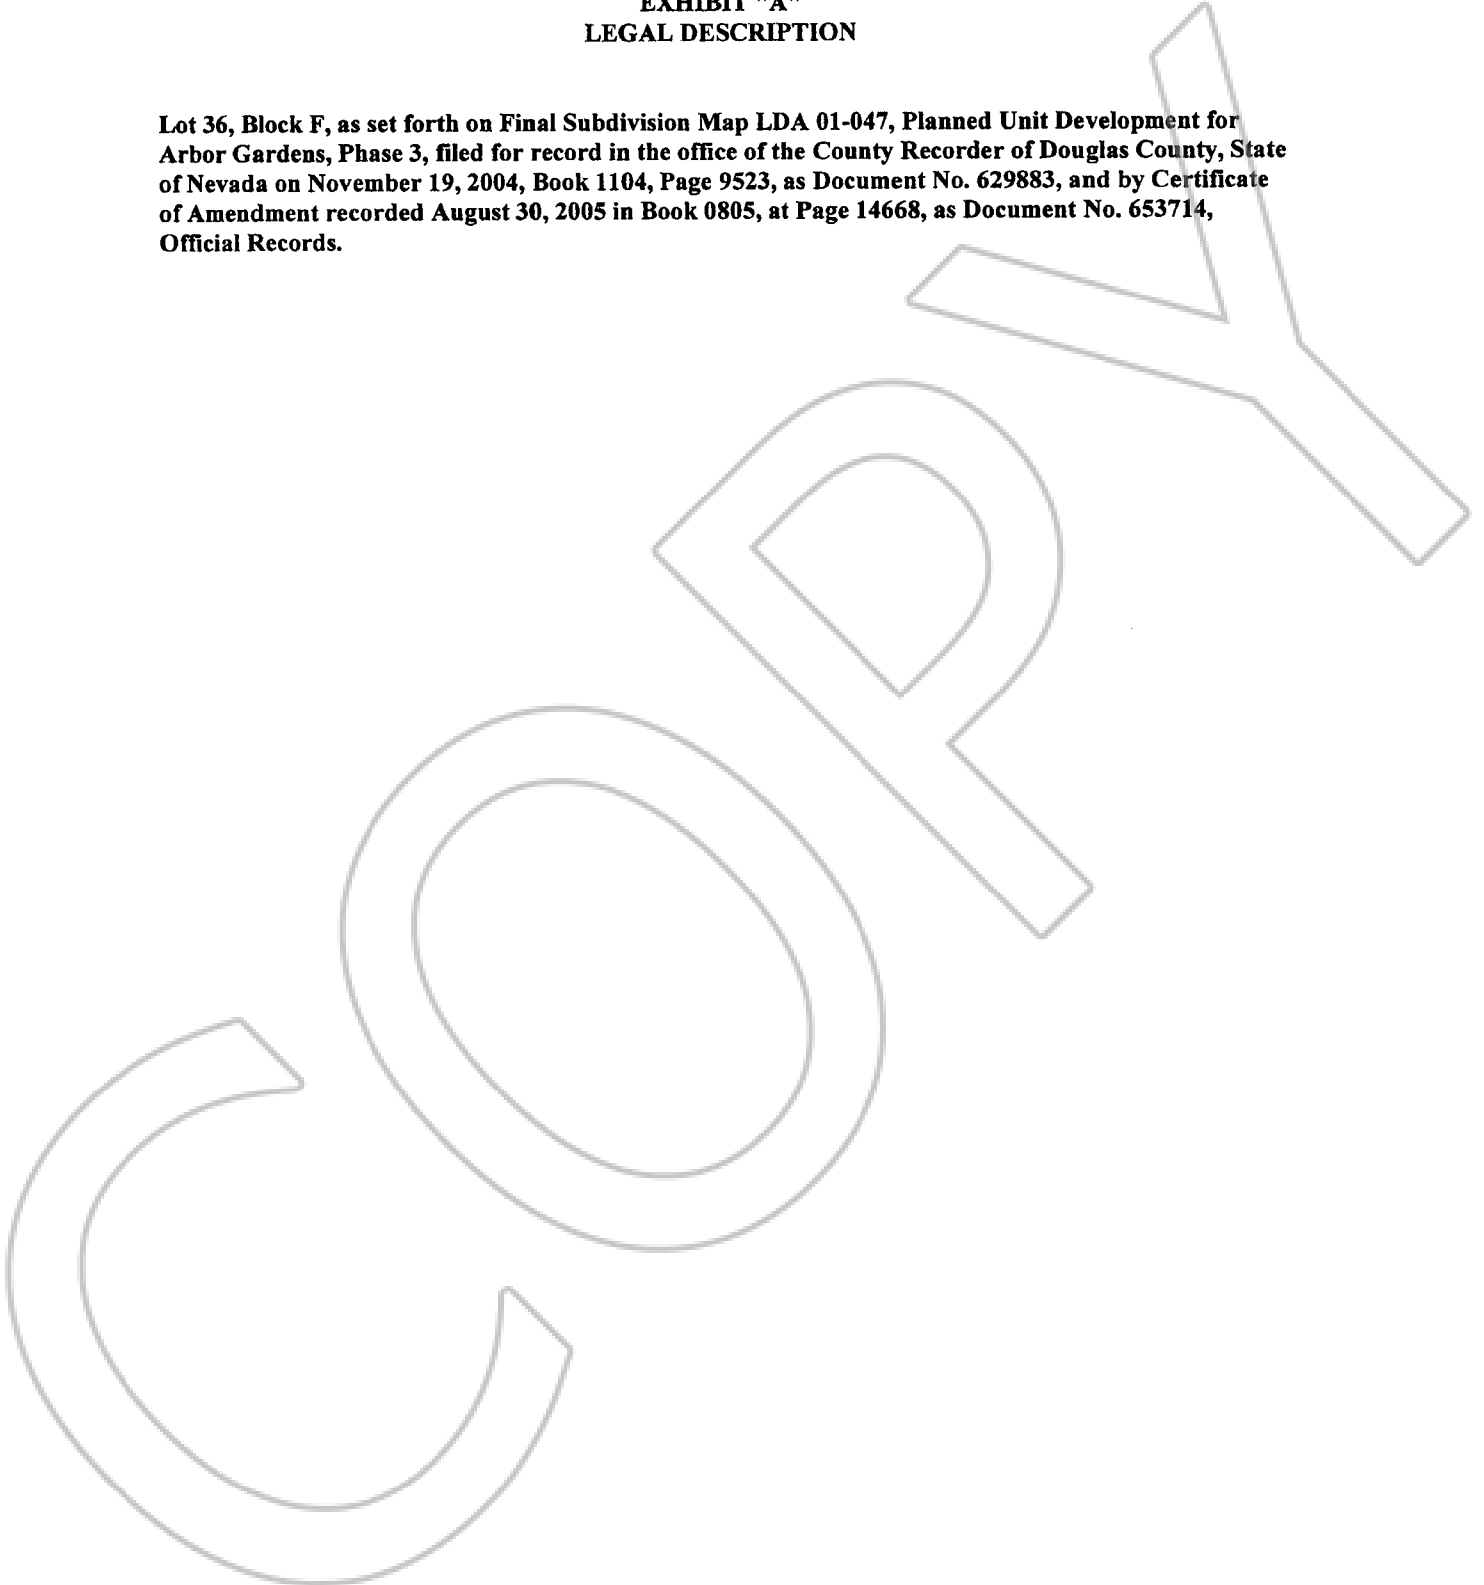 EXHIBIT "A"
LEGAL DESCRIPTION
Lot 36, Block F, as set forth on Final Subdivision Map LDA 01-047, Planned Unit Development for
Arbor Gardens, Phase 3, filed for record in the office of the County Recorder of Douglas County, State
of Nevada on November 19, 2004, Book 1104, Page 9523, as Document No. 629883, and by Certificate
of Amendment recorded August 30, 2005 in Book 0805, at Page 14668, as Document No. 653714,
Official Records.
COPY